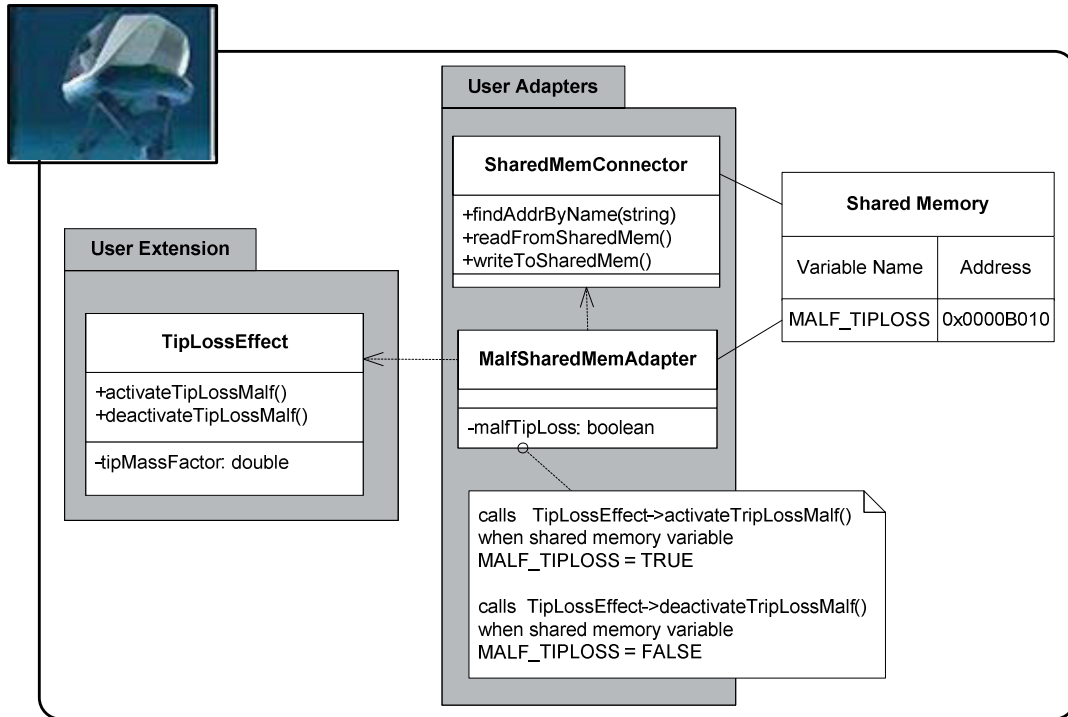 User Adapters
SharedMemConnector
+findAddrByName(string)
+readFromSharedMem()
+writeToSharedMem()
Shared Memory
Variable Name Address
MALF_TIPLOSS 0x0000B010
User Extension
TipLossEffect
+activateTipLossMalf()
+deactivateTipLossMalf()
-tipMassFactor: double
MalfSharedMemAdapter
-malfTipLoss: boolean
calls TipLossEffect->activateTripLossMalf()
when shared memory variable
MALF_TIPLOSS = TRUE
calls TipLossEffect->deactivateTripLossMalf()
when shared memory variable
MALF_TIPLOSS = FALSE